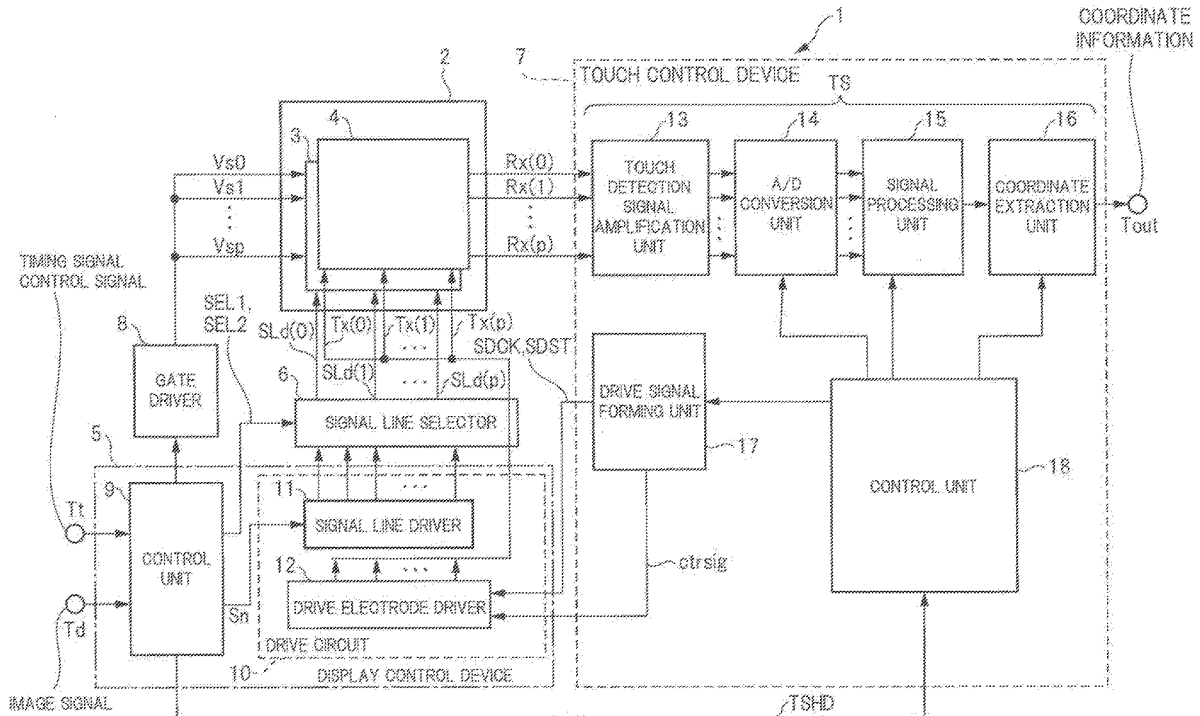 1
COORDINATE
INFORMATION
2
7
TOUCH CONTROL DEVICE
TS
3
4
13
14
15
16
Vs0
Vs1
Vsp
Rx(0)
Rx(1)
Rx(p)
TOUCH
DETECTION
SIGNAL
AMPLIFICATION
UNIT
A/D
CONVERSION
UNIT
SIGNAL
PROCESSING
UNIT
COORDINATE
EXTRACTION
UNIT
Tout
TIMING SIGNAL
CONTROL SIGNAL
SEL1,
SEL2
SLd(0)
Tx(0)
Tx(1)
Tx(p)
SDCK,SDST
8
GATE
DRIVER
6
SLd(1)
SLd(p)
SIGNAL LINE SELECTOR
DRIVE SIGNAL
FORMING UNIT
17
CONTROL UNIT
18
5
9
Tt
CONTROL
UNIT
11
SIGNAL LINE DRIVER
12
DRIVE ELECTRODE DRIVER
ctrsig
Td
Sn
DRIVE CIRCUIT
10
DISPLAY CONTROL DEVICE
IMAGE SIGNAL
TSHD